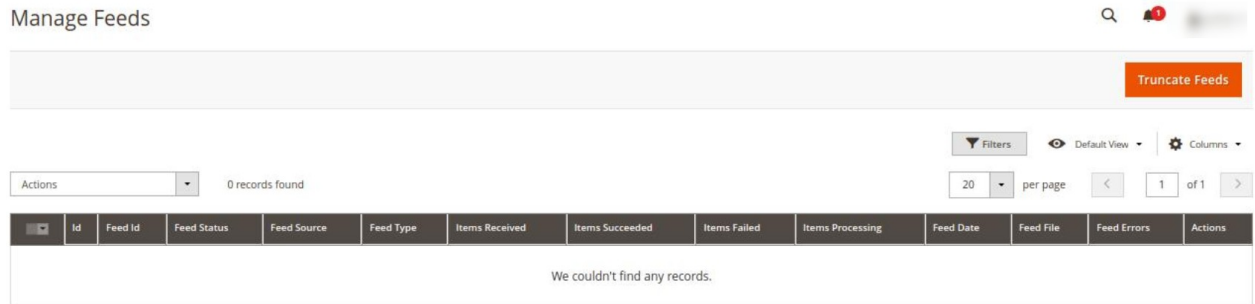 Manage Feeds
1
Truncate Feeds
Filters Default View Columns
Actions 0 records found 20 per page 1 of 1
Id Feed Id Feed Status Feed Source Feed Type Items Received Items Succeeded Items Failed Items Processing Feed Date Feed File Feed Errors Actions
We couldn't find any records.